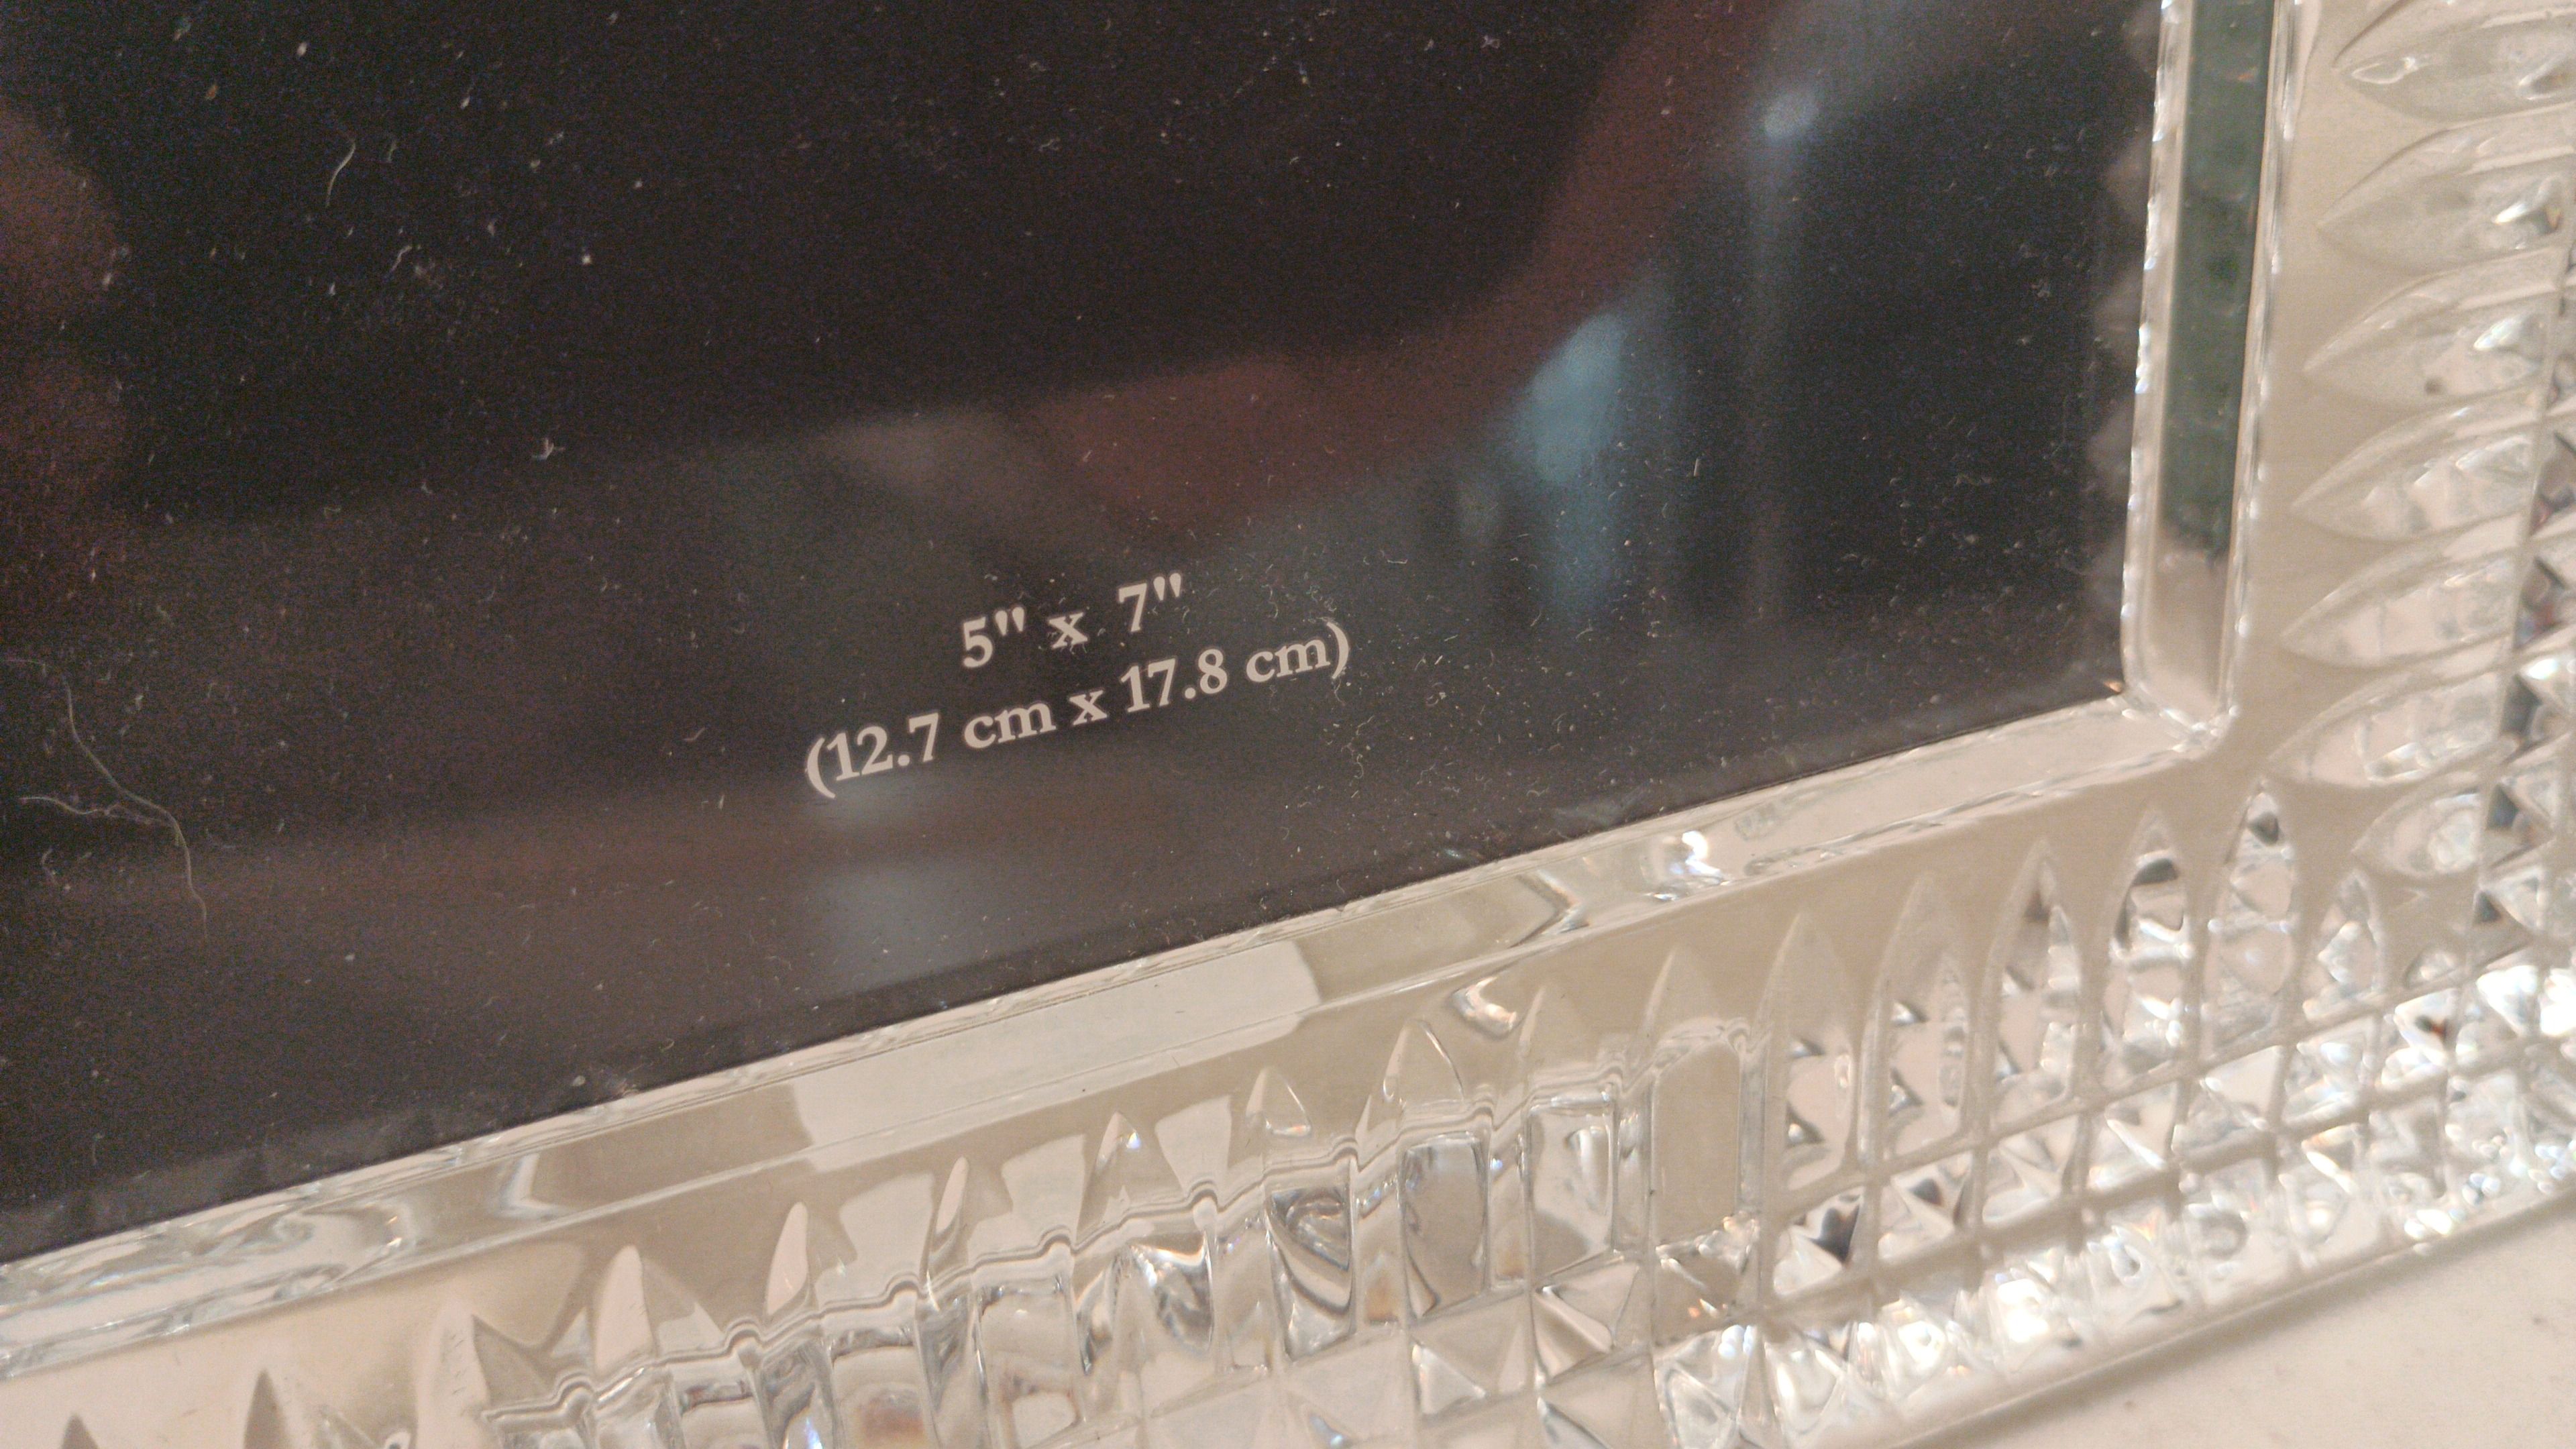 5" x 7"
(12.7 cm x 17.8 cm)